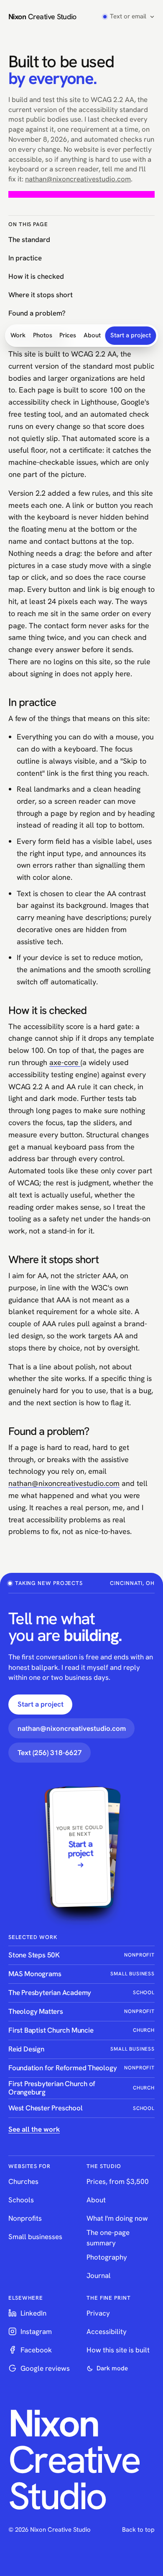 Nixon Creative Studio
Text or email
Built to be used
by everyone.
I build and test this site to WCAG 2.2 AA, the
current version of the accessibility standard
most public bodies use. I last checked every
page against it, on one requirement at a time, on
November 8, 2026, and automated checks run
on every change. No website is ever perfectly
accessible, so if anything is hard to use with a
keyboard or a screen reader, tell me and I'll
fix it: nathan@nixoncreativestudio.com.
ON THIS PAGE
The standard
In practice
How it is checked
Where it stops short
Found a problem?
Work
Photos
Prices
About
Start a project
This site is built to WCAG 2.2 AA, the
current version of the standard most public
bodies and larger organizations are held
to. Each page is also held to 100 of 100 on
the accessibility check in Lighthouse, Google's
free testing tool, and an automated check
runs on every change so that score does
not quietly slip. That automated score is a
useful floor, not a certificate: it catches the
machine-checkable issues, which are only
one part of the picture.
Version 2.2 added a few rules, and this site
meets each one. A link or button you reach
with the keyboard is never hidden behind
the floating menu at the bottom or the
name and contact buttons at the top.
Nothing needs a drag: the before and after
pictures in a case study move with a single
tap or click, and so does the redesign
map. Every button and link is big enough to
hit, at least 24 pixels each way. The ways
to reach me sit in the same place on every
page. The contact form never asks for the
same thing twice, and you can check and
change every answer before it sends.
There are no logins on this site, so the rule
about signing in does not apply here.
In practice
A few of the things that means on this site:
Everything you can do with a mouse, you
can do with a keyboard. The focus
outline is always visible, and a "Skip to
content" link is the first thing you reach.
Real landmarks and a clear heading
order, so a screen reader can move
through a page by region and by heading
instead of reading it all top to bottom.
Every form field has a visible label, uses
the right input type, and announces its
own errors rather than signalling them
with color alone.
Text is chosen to clear the AA contrast
bar against its background. Images that
carry meaning have descriptions; purely
decorative ones are hidden from
assistive tech.
If your device is set to reduce motion,
the animations and the smooth scrolling
switch off automatically.
How it is checked
The accessibility score is a hard gate: a
change cannot ship if it drops any template
below 100. On top of that, the pages are
run through axe-core (a widely used
accessibility testing engine) against every
WCAG 2.2 A and AA rule it can check, in
light and dark. Further tests tab
through long pages to make sure nothing
covers the focus, tap the sliders, and
measure every button. Structural changes
get a manual keyboard pass from the
address bar through every control.
Automated tools like these only cover part
of WCAG; the rest is judgment, whether the
alt text is actually useful, whether the
reading order makes sense, so I treat the
tooling as a safety net under the hands-on
work, not a stand-in for it.
Where it stops short
I aim for AA, not the stricter AAA, on
purpose, in line with the W3C's own
guidance that AAA is not meant as a
blanket requirement for a whole site. A
couple of AAA rules pull against a brand-
led design, so the work targets AA and
stops there by choice, not by oversight.
That is a line about polish, not about
whether the site works. If a specific thing is
genuinely hard for you to use, that is a bug,
and the next section is how to flag it.
Found a problem?
If a page is hard to read, hard to get
through, or breaks with the assistive
technology you rely on, email
nathan@nixoncreativestudio.com and tell
me what happened and what you were
using. It reaches a real person, me, and I
treat accessibility problems as real
problems to fix, not as nice-to-haves.
TAKING NEW PROJECTS
CINCINNATI, OH
Tell me what
you are building.
The first conversation is free and ends with an
honest ballpark. I read it myself and reply
within one or two business days.
Start a project
nathan@nixoncreativestudio.com
Text (256) 318-6627
YOUR SITE COULD
BE NEXT
Start a
project
→
SELECTED WORK
Stone Steps 50K NONPROFIT
MAS Monograms SMALL BUSINESS
The Presbyterian Academy SCHOOL
Theology Matters NONPROFIT
First Baptist Church Muncie CHURCH
Reid Design SMALL BUSINESS
Foundation for Reformed Theology NONPROFIT
First Presbyterian Church of
Orangeburg CHURCH
West Chester Preschool SCHOOL
See all the work
WEBSITES FOR
Churches
Schools
Nonprofits
Small businesses
THE STUDIO
Prices, from $3,500
About
What I'm doing now
The one-page
summary
Photography
Journal
ELSEWHERE
LinkedIn
Instagram
Facebook
Google reviews
THE FINE PRINT
Privacy
Accessibility
How this site is built
Dark mode
Nixon
Creative
Studio
© 2026 Nixon Creative Studio
Back to top